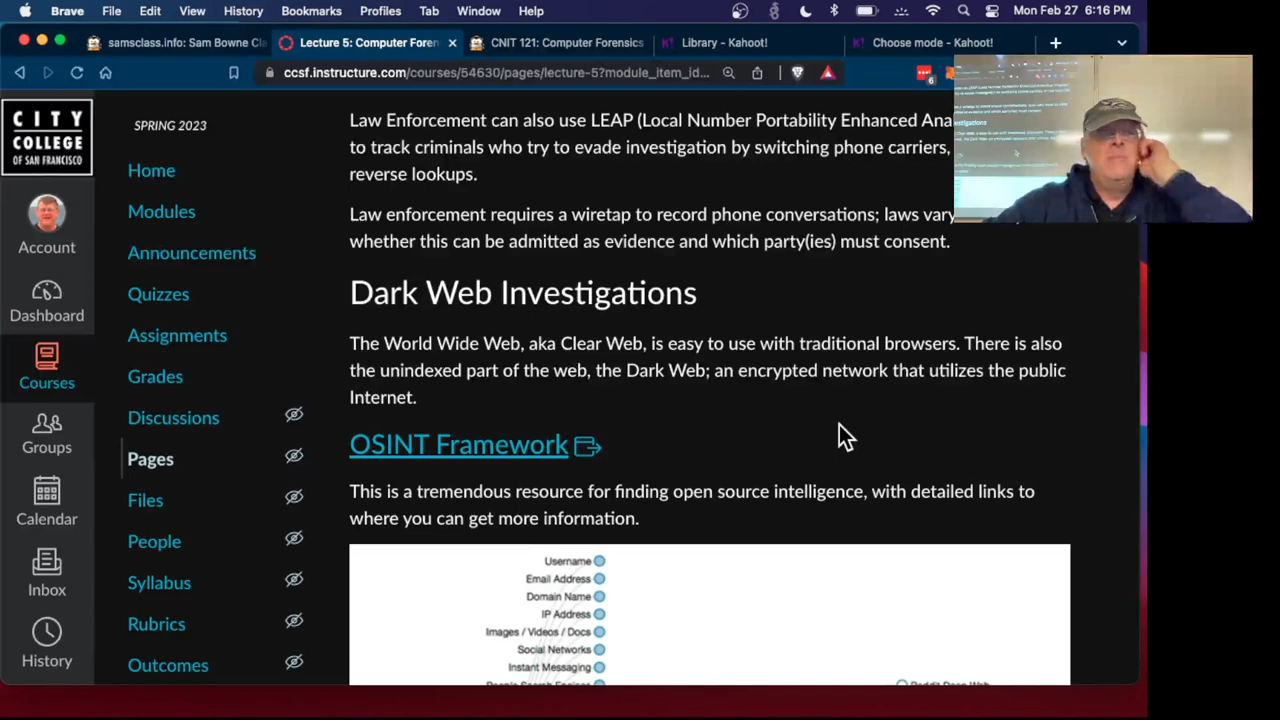 Brave File Edit View History Bookmarks Profiles Tab Window Help Mon Feb 27 6:16 PM
samsclass.info: Sam Bowne Cla
Lecture 5: Computer Foren
CNIT 121: Computer Forensics
Library - Kahoot!
Choose mode - Kahoot!
ccsf.instructure.com/courses/54630/pages/lecture-5?module_item_id...
6
CITY
COLLEGE
OF SAN FRANCISCO
Account
Dashboard
Courses
Groups
Calendar
Inbox
History
SPRING 2023
Home
Modules
Announcements
Quizzes
Assignments
Grades
Discussions
Pages
Files
People
Syllabus
Rubrics
Outcomes
Law Enforcement can also use LEAP (Local Number Portability Enhanced Ana
to track criminals who try to evade investigation by switching phone carriers,
reverse lookups.
Law enforcement requires a wiretap to record phone conversations; laws vary
whether this can be admitted as evidence and which party(ies) must consent.
Dark Web Investigations
The World Wide Web, aka Clear Web, is easy to use with traditional browsers. There is also
the unindexed part of the web, the Dark Web; an encrypted network that utilizes the public
Internet.
OSINT Framework
This is a tremendous resource for finding open source intelligence, with detailed links to
where you can get more information.
Username
Email Address
Domain Name
IP Address
Images / Videos / Docs
Social Networks
Instant Messaging